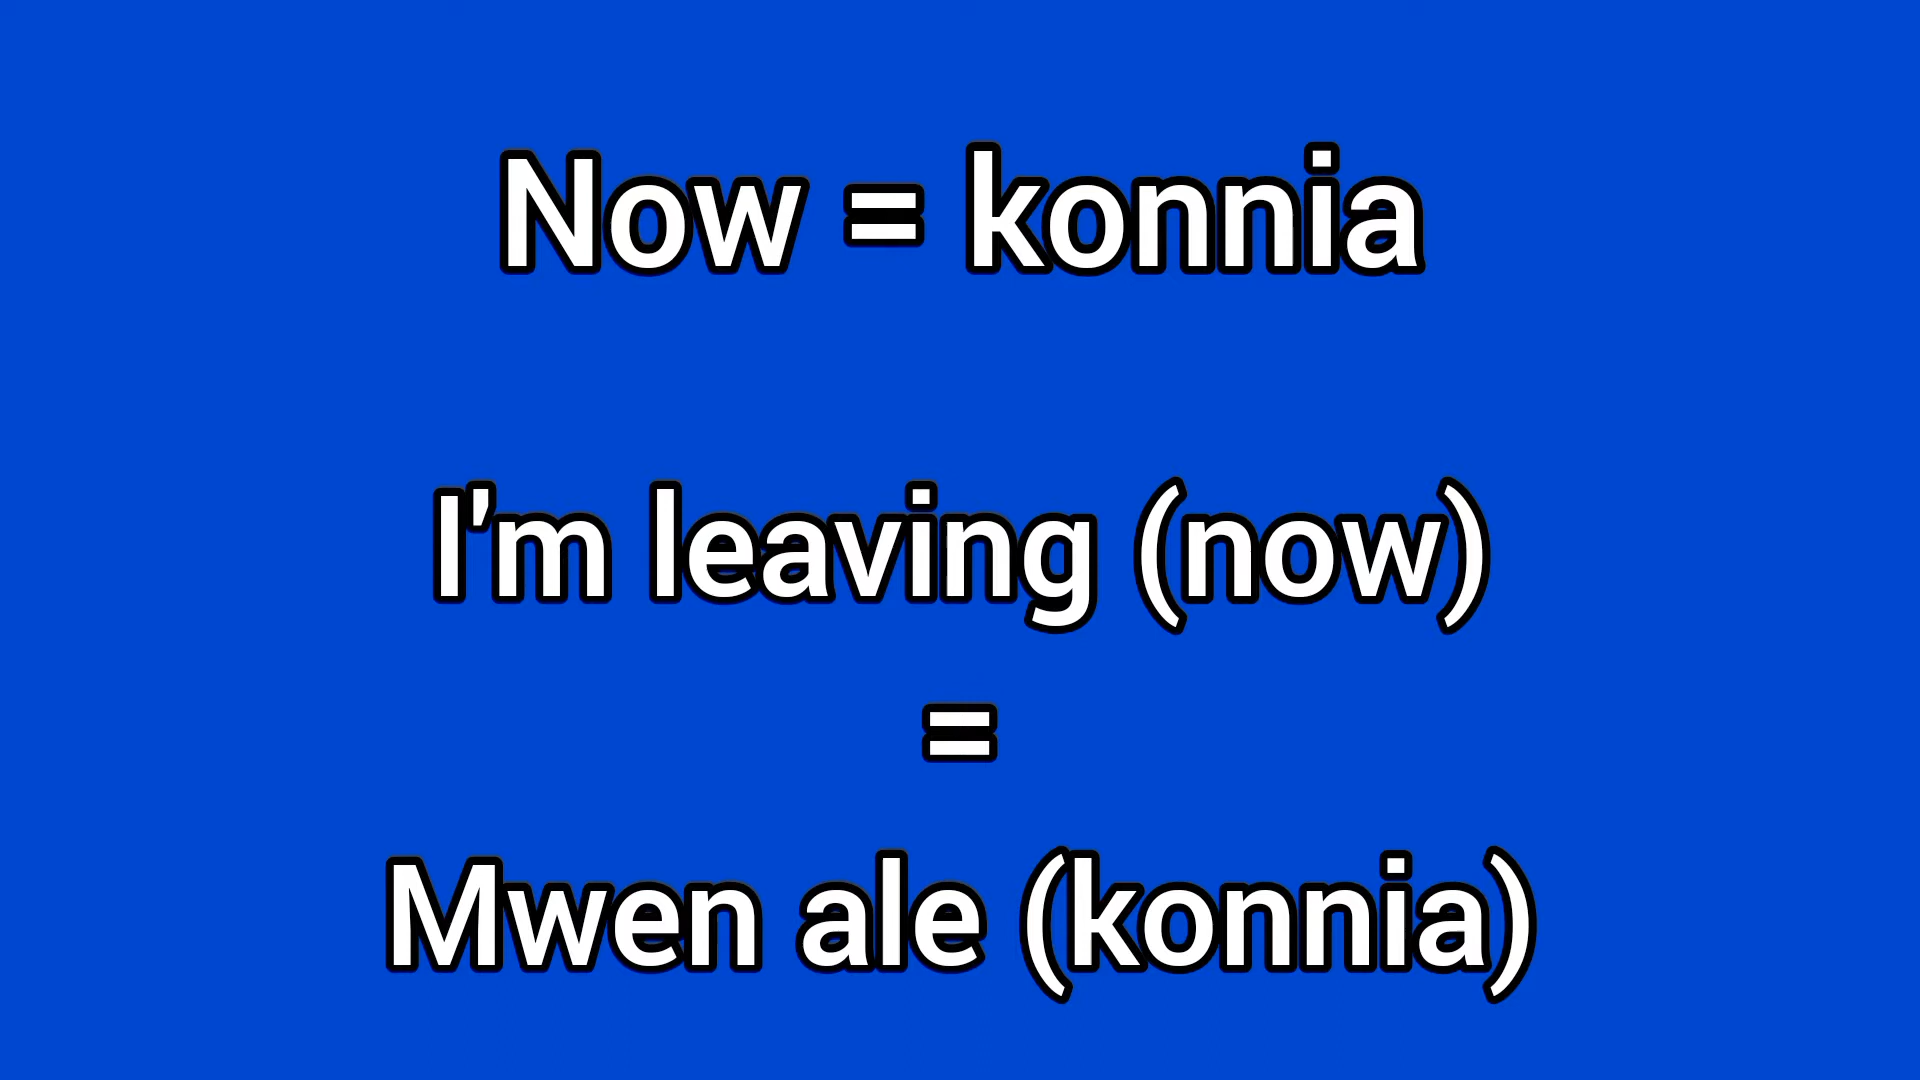 Now = konnia
I'm leaving (now)
=
Mwen ale (konnia)